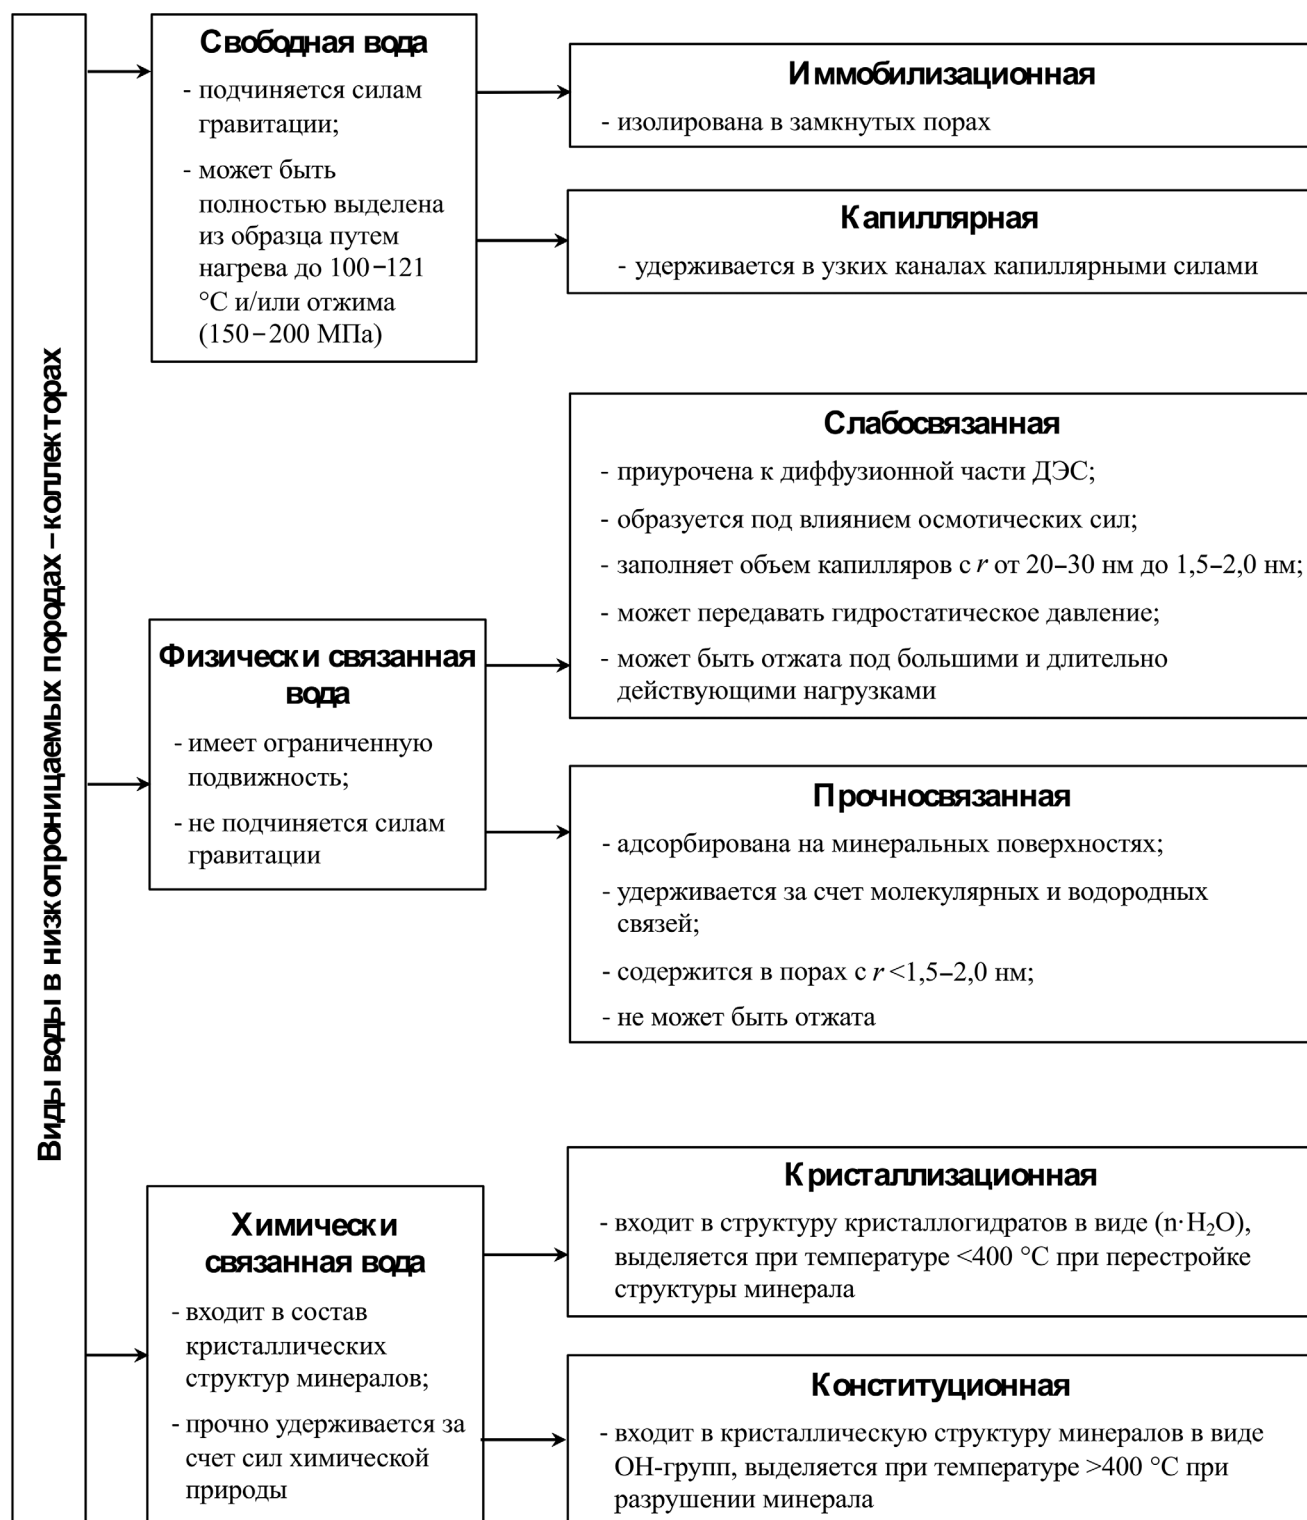 Виды воды в низкопроницаемых породах – коллекторах
Свободная вода
- подчиняется силам
гравитации;
- может быть
полностью выделена
из образца путем
нагрева до 100–121
°C и/или отжима
(150–200 МПа)
Иммобилизационная
- изолирована в замкнутых порах
Капиллярная
- удерживается в узких каналах капиллярными силами
Физически связанная
вода
- имеет ограниченную
подвижность;
- не подчиняется силам
гравитации
Слабосвязанная
- приурочена к диффузионной части ДЭС;
- образуется под влиянием осмотических сил;
- заполняет объем капилляров с r от 20–30 нм до 1,5–2,0 нм;
- может передавать гидростатическое давление;
- может быть отжата под большими и длительно
действующими нагрузками
Прочносвязанная
- адсорбирована на минеральных поверхностях;
- удерживается за счет молекулярных и водородных
связей;
- содержится в порах с r <1,5–2,0 нм;
- не может быть отжата
Химически
связанная вода
- входит в состав
кристаллических
структур минералов;
- прочно удерживается за
счет сил химической
природы
Кристаллизационная
- входит в структуру кристаллогидратов в виде (n·H₂O),
выделяется при температуре <400 °C при перестройке
структуры минерала
Конституционная
- входит в кристаллическую структуру минералов в виде
ОН-групп, выделяется при температуре >400 °C при
разрушении минерала